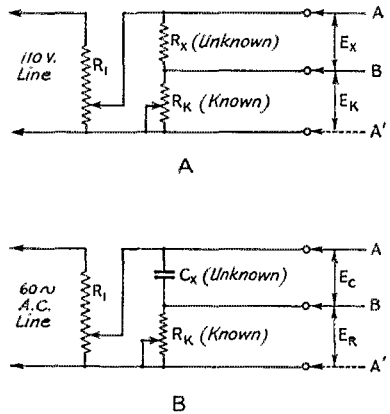 A
110 V.
Line
R1
RX (Unknown)
EX
B
RK (Known)
EK
A'
A
A
60~
A.C.
Line
R1
CX (Unknown)
EC
B
RK (Known)
ER
A'
B